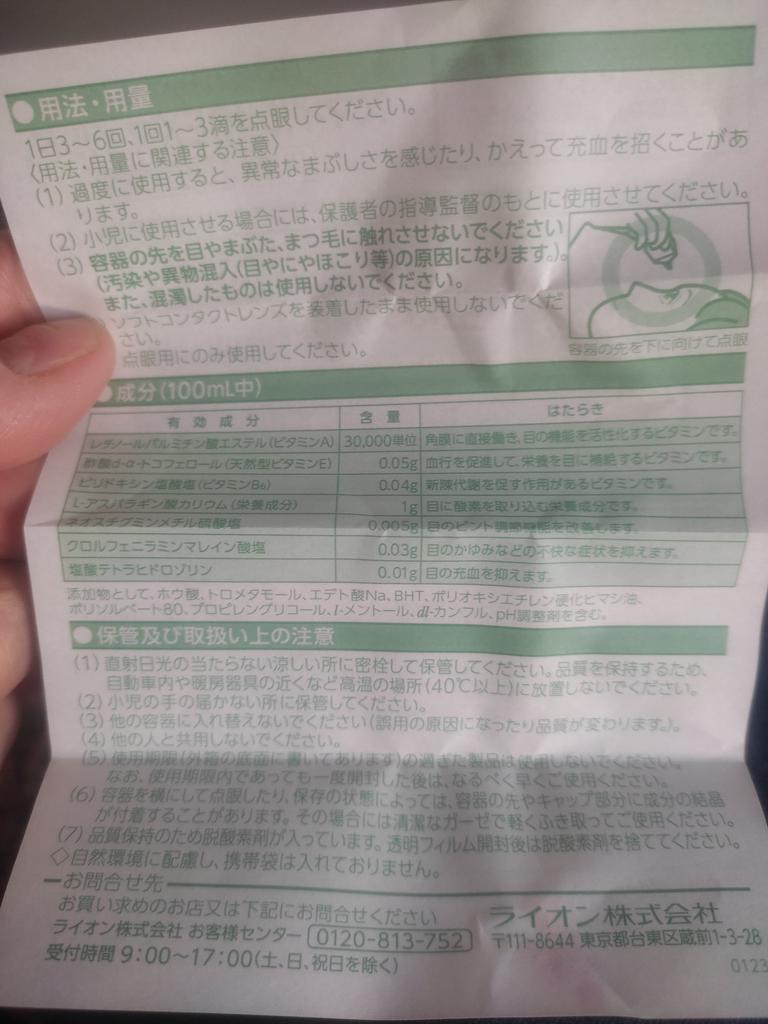 ●用法・用量
1日3～6回、1回1～3滴を点眼してください。
〈用法・用量に関連する注意〉
(1) 過度に使用すると、異常なまぶしさを感じたり、かえって充血を招くことがあ
ります。
(2) 小児に使用させる場合には、保護者の指導監督のもとに使用させてください。
(3) 容器の先を目やまぶた、まつ毛に触れさせないでください
(汚染や異物混入(目やにやほこり等)の原因になります。)。
また、混濁したものは使用しないでください。
ソフトコンタクトレンズを装着したまま使用しないでくだ
さい。
点眼用にのみ使用してください。
容器の先を下に向けて点眼
●成分(100mL中)
有効成分 含量 はたらき
レチノールパルミチン酸エステル(ビタミンA) 30,000単位 角膜に直接働き、目の機能を活性化するビタミンです。
酢酸d-α-トコフェロール(天然型ビタミンE) 0.05g 血行を促進して、栄養を目に補給するビタミンです。
ピリドキシン塩酸塩(ビタミンB6) 0.04g 新陳代謝を促す作用があるビタミンです。
L-アスパラギン酸カリウム(栄養成分) 1g 目に酸素を取り込む栄養成分です。
ネオスチグミンメチル硫酸塩 0.005g 目のピント調節機能を改善します。
クロルフェニラミンマレイン酸塩 0.03g 目のかゆみなどの不快な症状を抑えます。
塩酸テトラヒドロゾリン 0.01g 目の充血を抑えます。
添加物として、ホウ酸、トロメタモール、エデト酸Na、BHT、ポリオキシエチレン硬化ヒマシ油、
ポリソルベート80、プロピレングリコール、l-メントール、dl-カンフル、pH調整剤を含む。
●保管及び取扱い上の注意
(1) 直射日光の当たらない涼しい所に密栓して保管してください。品質を保持するため、
自動車内や暖房器具の近くなど高温の場所(40℃以上)に放置しないでください。
(2) 小児の手の届かない所に保管してください。
(3) 他の容器に入れ替えないでください(誤用の原因になったり品質が変わります。)。
(4) 他の人と共用しないでください。
(5) 使用期限(外箱の底面に書いてあります)の過ぎた製品は使用しないでください。
なお、使用期限内であっても一度開封した後は、なるべく早くご使用ください。
(6) 容器を横にして点眼したり、保存の状態によっては、容器の先やキャップ部分に成分の結晶
が付着することがあります。その場合には清潔なガーゼで軽くふき取ってご使用ください。
(7) 品質保持のため脱酸素剤が入っています。透明フィルム開封後は脱酸素剤を捨ててください。
◇自然環境に配慮し、携帯袋は入れておりません。
お問合せ先
お買い求めのお店又は下記にお問合せください
ライオン株式会社 お客様センター 0120-813-752
受付時間 9：00～17：00(土、日、祝日を除く)
ライオン株式会社
〒111-8644 東京都台東区蔵前1-3-28
0123